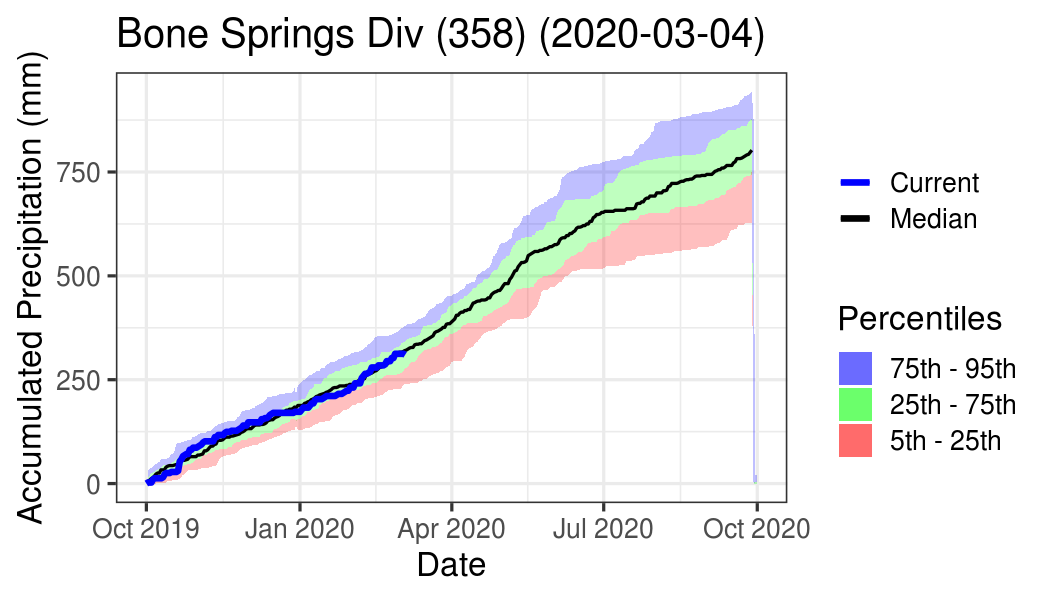 Bone Springs Div (358) (2020-03-04)
Accumulated Precipitation (mm)
750
500
250
0
Oct 2019
Jan 2020
Apr 2020
Jul 2020
Oct 2020
Date
Current
Median
Percentiles
75th - 95th
25th - 75th
5th - 25th